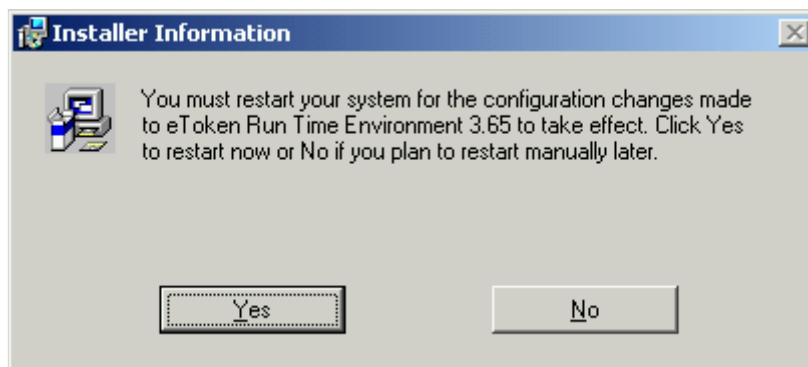 Installer Information
You must restart your system for the configuration changes made
to eToken Run Time Environment 3.65 to take effect. Click Yes
to restart now or No if you plan to restart manually later.
Yes
No